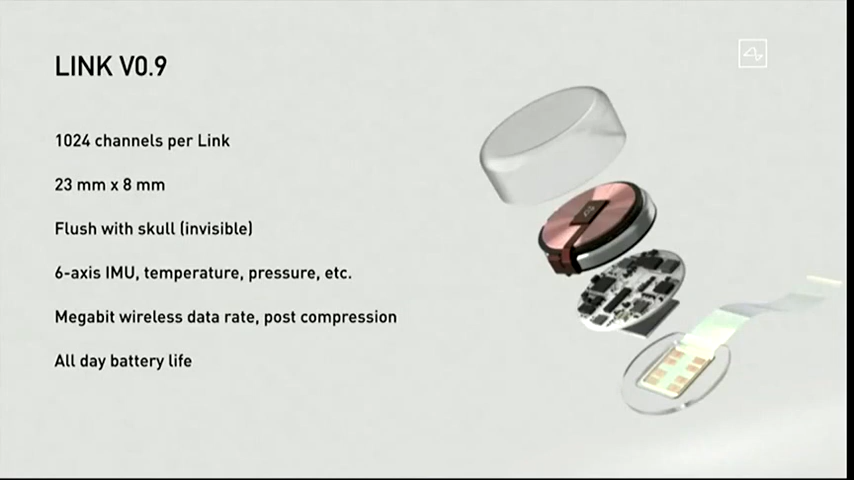 LINK V0.9
1024 channels per Link
23 mm x 8 mm
Flush with skull (invisible)
6-axis IMU, temperature, pressure, etc.
Megabit wireless data rate, post compression
All day battery life